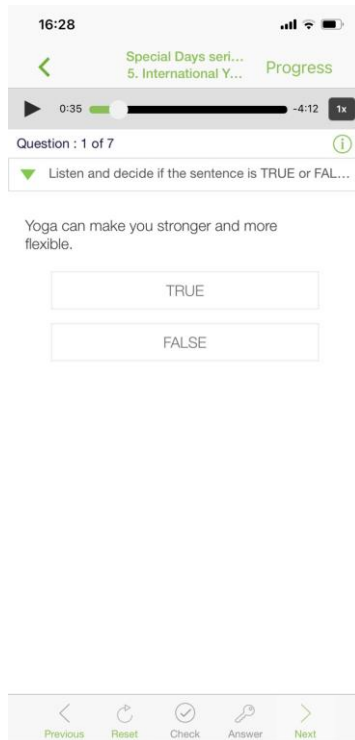 16:28
Special Days seri...
5. International Y...
Progress
0:35
-4:12
1x
Question : 1 of 7
Listen and decide if the sentence is TRUE or FAL...
Yoga can make you stronger and more
flexible.
TRUE
FALSE
Previous
Reset
Check
Answer
Next